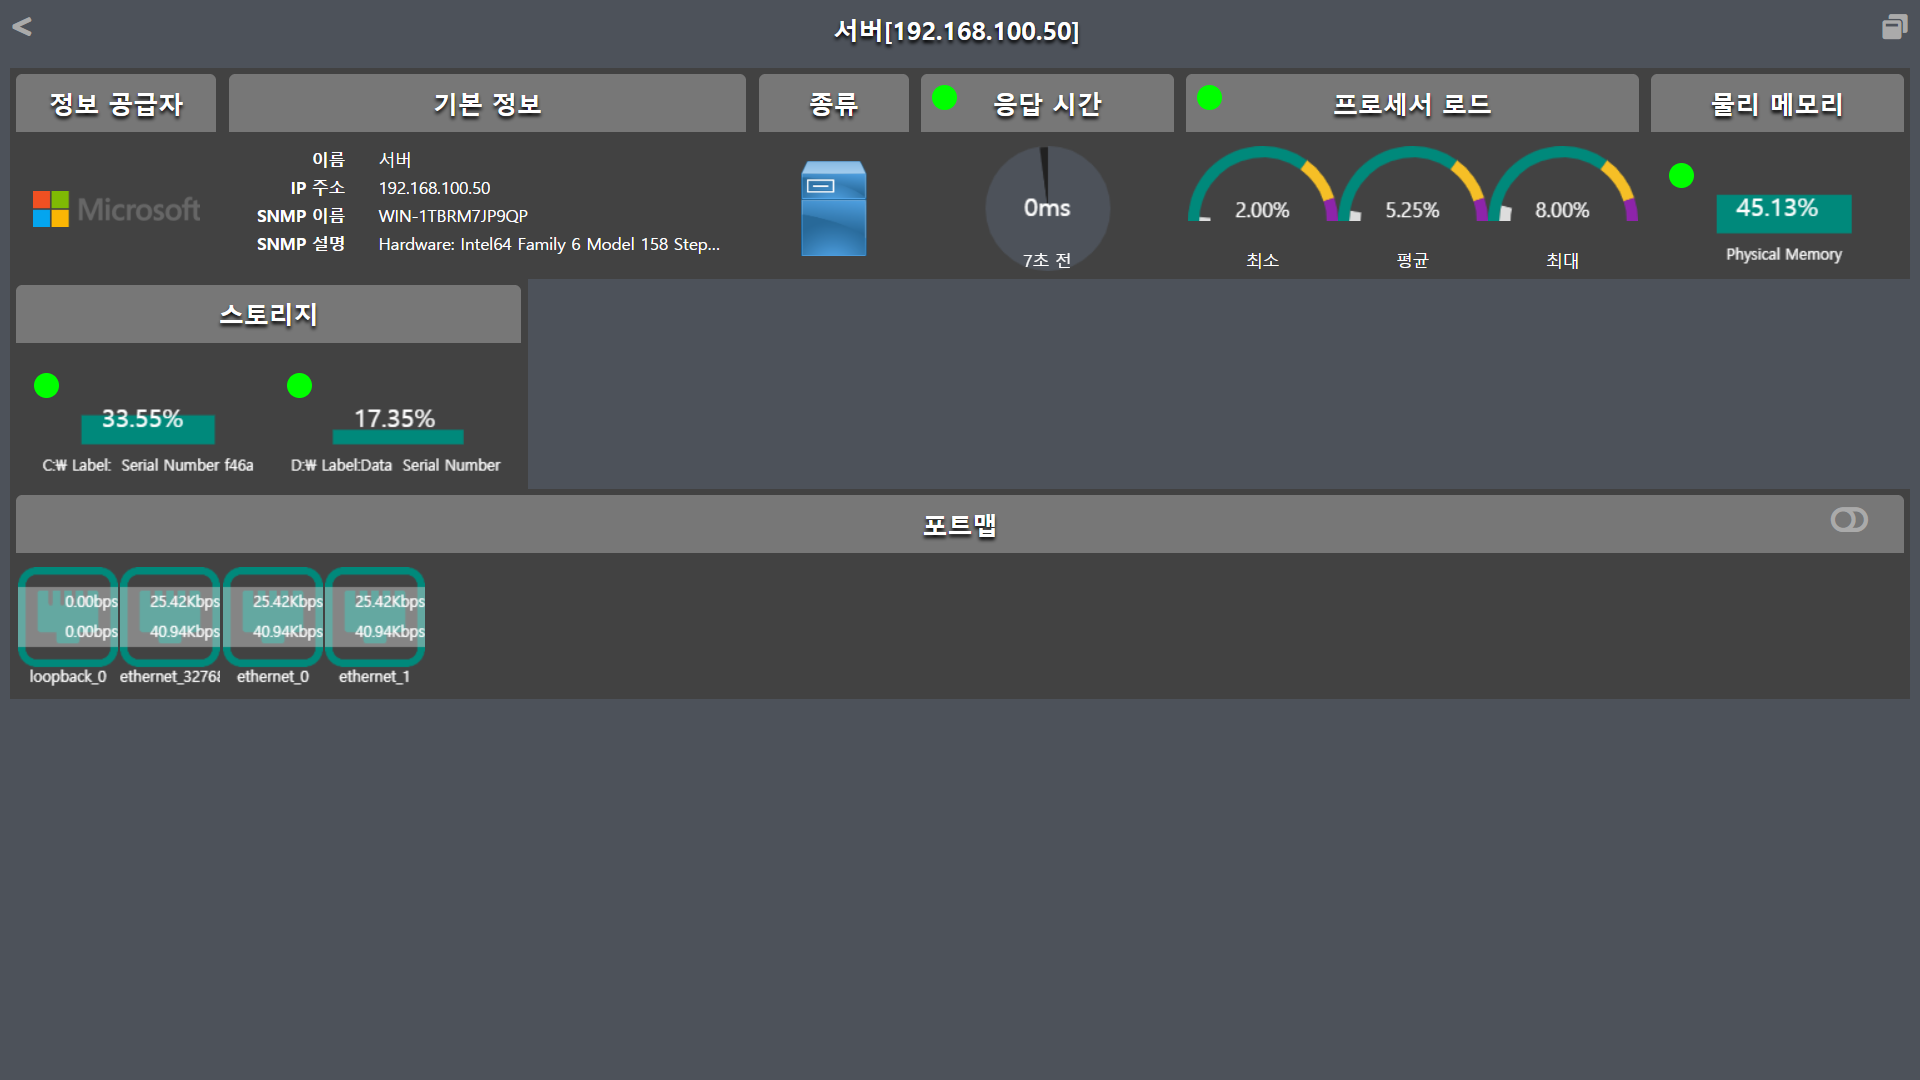 <
서버[192.168.100.50]
정보 공급자
기본 정보
종류
응답 시간
프로세서 로드
물리 메모리
Microsoft
이름 서버
IP 주소 192.168.100.50
SNMP 이름 WIN-1TBRM7JP9QP
SNMP 설명 Hardware: Intel64 Family 6 Model 158 Step...
0ms
7초 전
2.00%
최소
5.25%
평균
8.00%
최대
45.13%
Physical Memory
스토리지
33.55%
C:₩ Label:  Serial Number f46a
17.35%
D:₩ Label:Data  Serial Number
포트맵
0.00bps
0.00bps
loopback_0
25.42Kbps
40.94Kbps
ethernet_32768
25.42Kbps
40.94Kbps
ethernet_0
25.42Kbps
40.94Kbps
ethernet_1